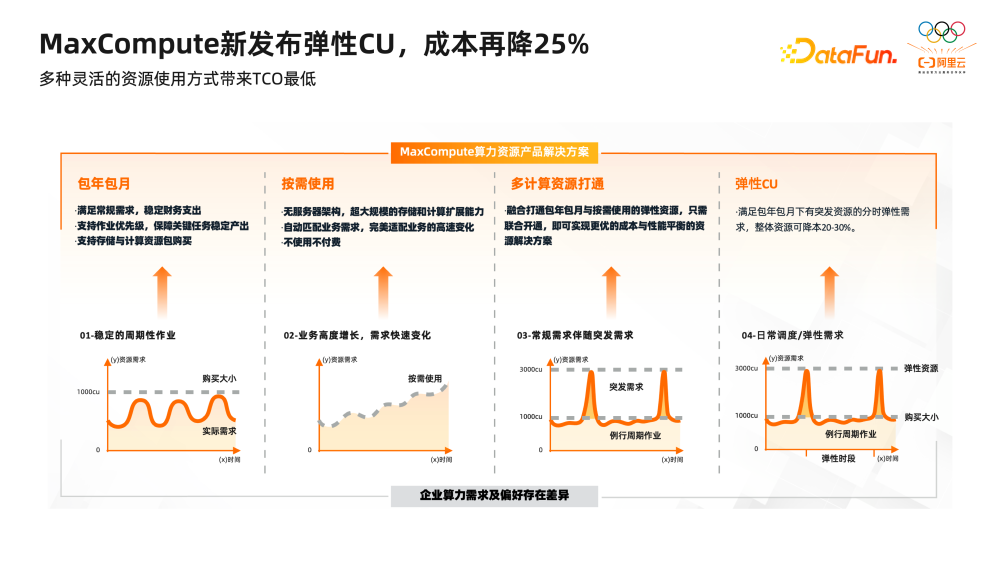 MaxCompute新发布弹性CU，成本再降25%
多种灵活的资源使用方式带来TCO最低
DataFun.
阿里云
MaxCompute算力资源产品解决方案
包年包月
·满足常规需求，稳定财务支出
·支持作业优先级，保障关键任务稳定产出
·支持存储与计算资源包购买
01-稳定的周期性作业
(y)资源需求
购买大小
1000cu
实际需求
0
(x)时间
按需使用
·无服务器架构，超大规模的存储和计算扩展能力
·自动匹配业务需求，完美适配业务的高速变化
·不使用不付费
02-业务高度增长，需求快速变化
(y)资源需求
按需使用
0
(x)时间
多计算资源打通
·融合打通包年包月与按需使用的弹性资源，只需
联合开通，即可实现更优的成本与性能平衡的资
源解决方案
03-常规需求伴随突发需求
(y)资源需求
3000cu
突发需求
1000cu
例行周期作业
0
(x)时间
弹性CU
·满足包年包月下有突发资源的分时弹性需
求，整体资源可降本20-30%。
04-日常调度/弹性需求
(y)资源需求
3000cu
弹性资源
1000cu
购买大小
例行周期作业
0
弹性时段
(x)时间
企业算力需求及偏好存在差异